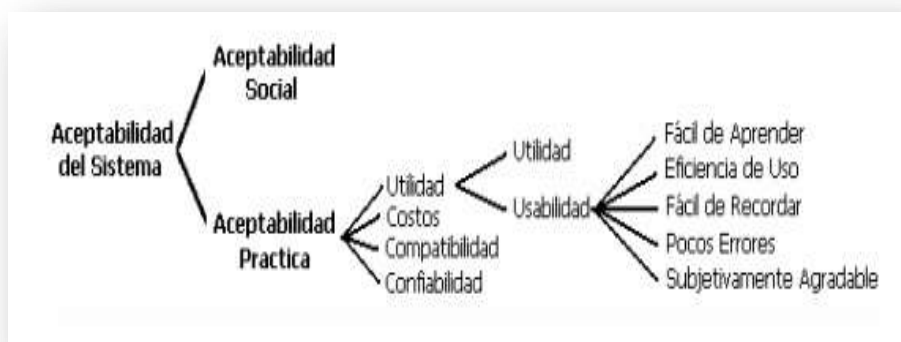 Aceptabilidad
Social
Aceptabilidad
del Sistema
Aceptabilidad
Practica
Utilidad
Costos
Compatibilidad
Confiabilidad
Utilidad
Usabilidad
Fácil de Aprender
Eficiencia de Uso
Fácil de Recordar
Pocos Errores
Subjetivamente Agradable